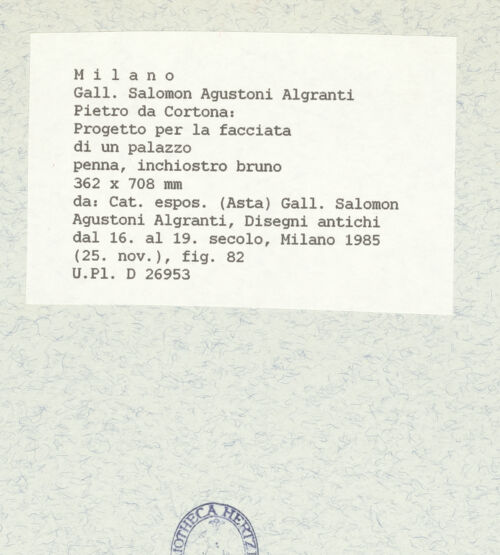 M i l a n o
Gall. Salomon Agustoni Algranti
Pietro da Cortona:
Progetto per la facciata
di un palazzo
penna, inchiostro bruno
362 x 708 mm
da: Cat. espos. (Asta) Gall. Salomon
Agustoni Algranti, Disegni antichi
dal 16. al 19. secolo, Milano 1985
(25. nov.), fig. 82
U.Pl. D 26953
IOTHECA HERTZI